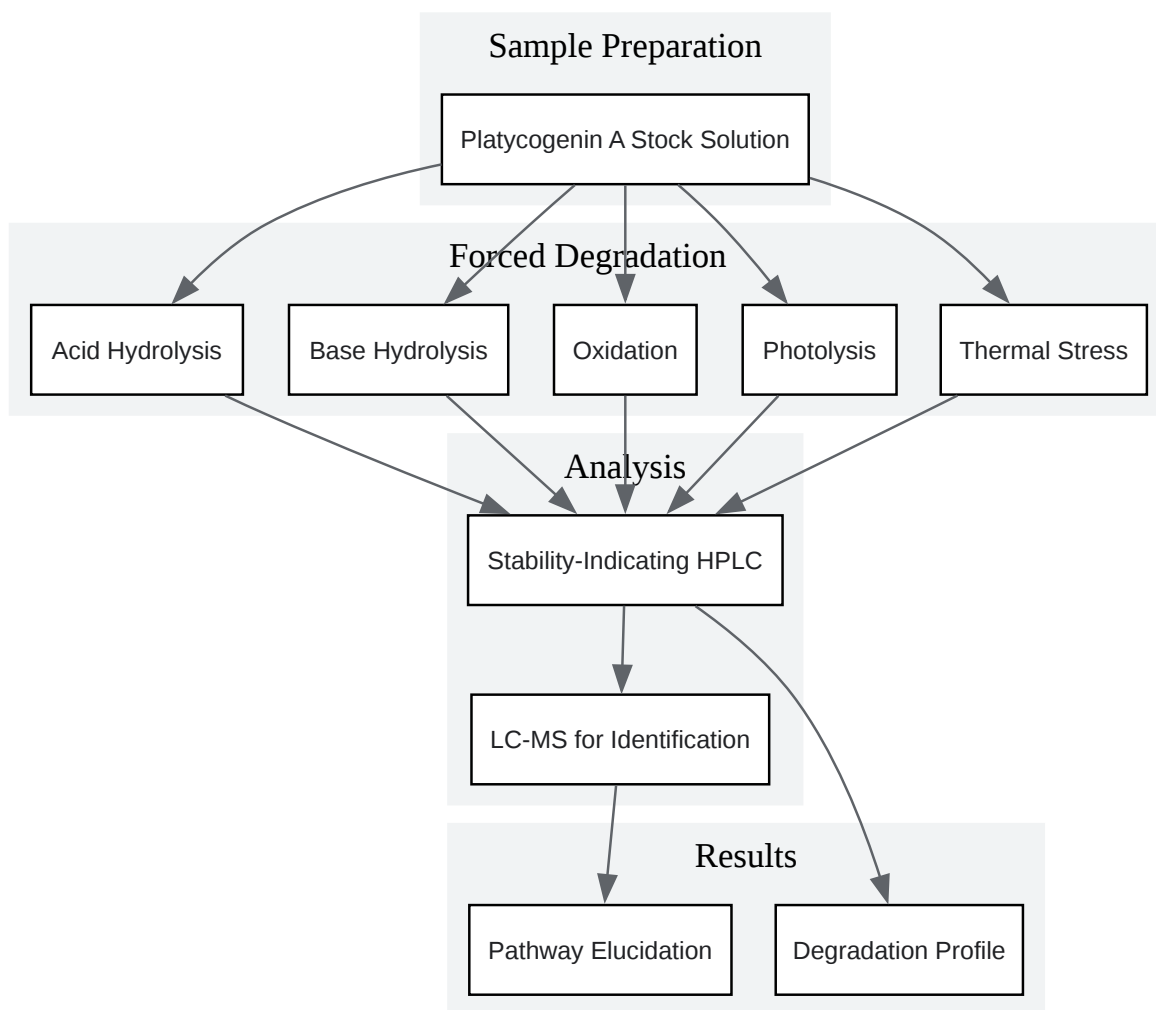 Sample Preparation
Platycogenin A Stock Solution
Forced Degradation
Acid Hydrolysis
Base Hydrolysis
Oxidation
Photolysis
Thermal Stress
Analysis
Stability-Indicating HPLC
LC-MS for Identification
Results
Pathway Elucidation
Degradation Profile